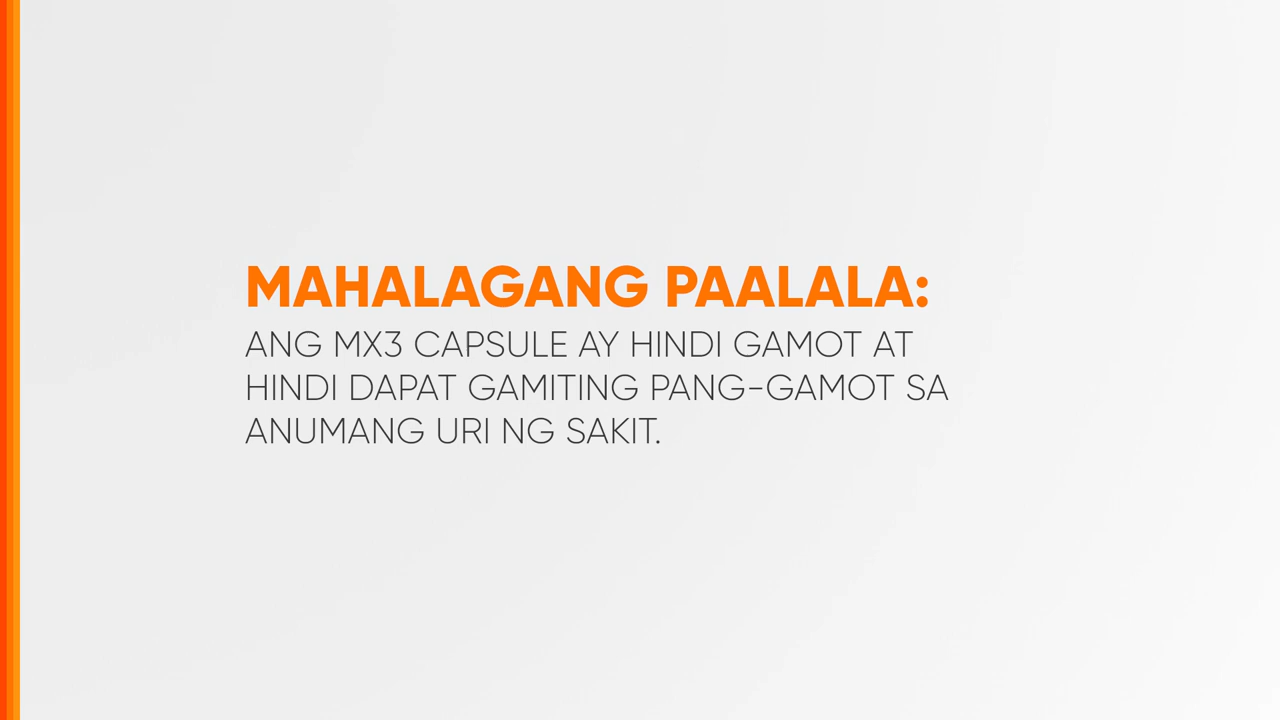 MAHALAGANG PAALALA:
ANG MX3 CAPSULE AY HINDI GAMOT AT
HINDI DAPAT GAMITING PANG-GAMOT SA
ANUMANG URI NG SAKIT.